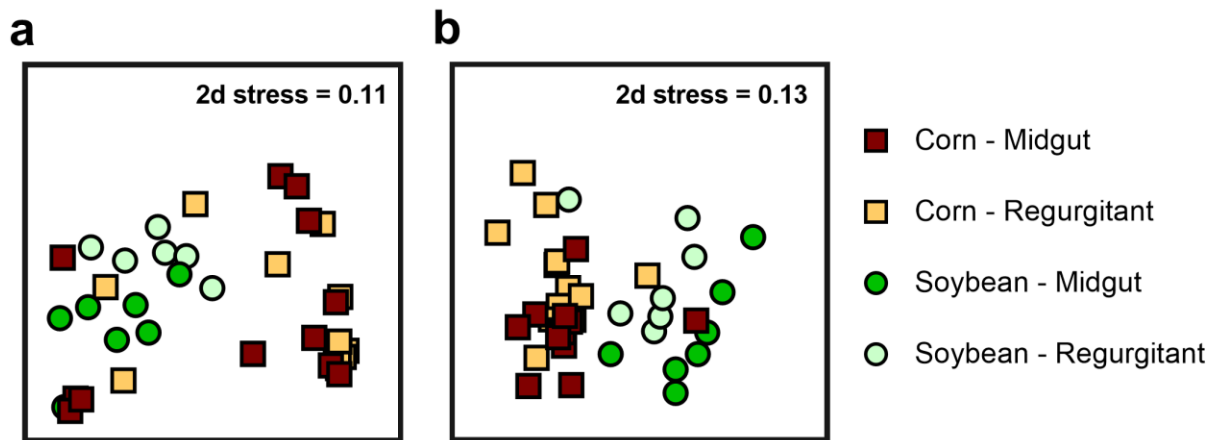 a
2d stress = 0.11
b
2d stress = 0.13
Corn - Midgut
Corn - Regurgitant
Soybean - Midgut
Soybean - Regurgitant